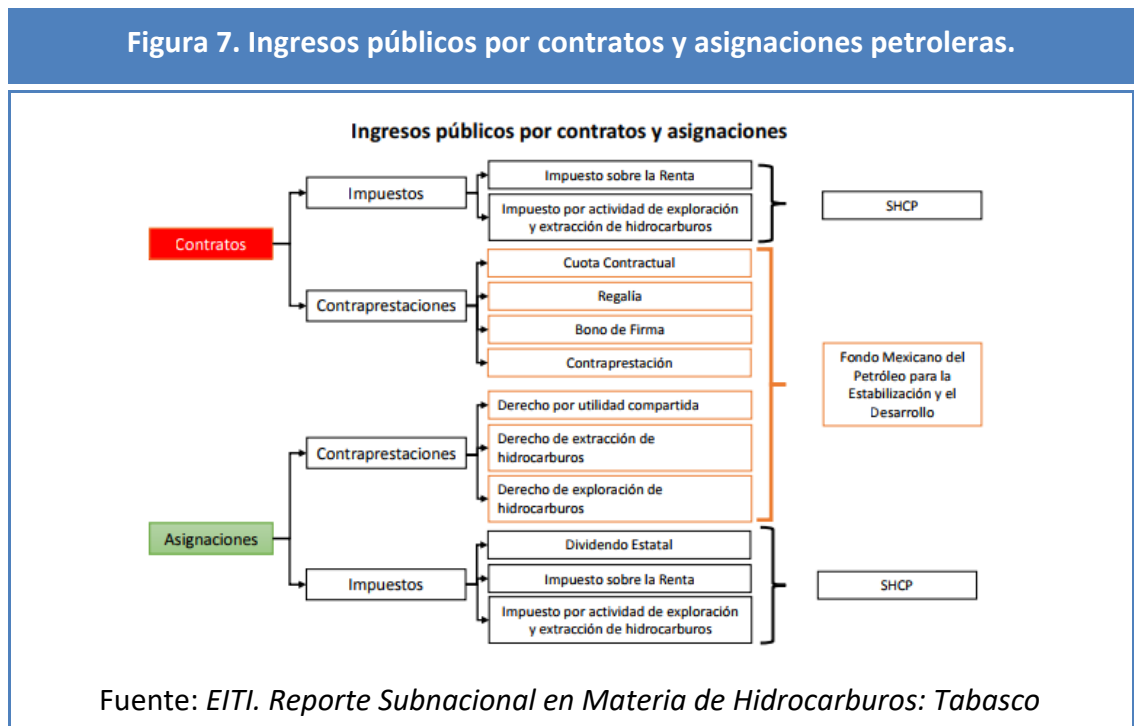 Figura 7. Ingresos públicos por contratos y asignaciones petroleras.
Ingresos públicos por contratos y asignaciones
Contratos
Impuestos
Impuesto sobre la Renta
Impuesto por actividad de exploración
y extracción de hidrocarburos
SHCP
Contraprestaciones
Cuota Contractual
Regalía
Bono de Firma
Contraprestación
Fondo Mexicano del
Petróleo para la
Estabilización y el
Desarrollo
Asignaciones
Contraprestaciones
Derecho por utilidad compartida
Derecho de extracción de
hidrocarburos
Derecho de exploración de
hidrocarburos
Impuestos
Dividendo Estatal
Impuesto sobre la Renta
Impuesto por actividad de exploración
y extracción de hidrocarburos
SHCP
Fuente: EITI. Reporte Subnacional en Materia de Hidrocarburos: Tabasco